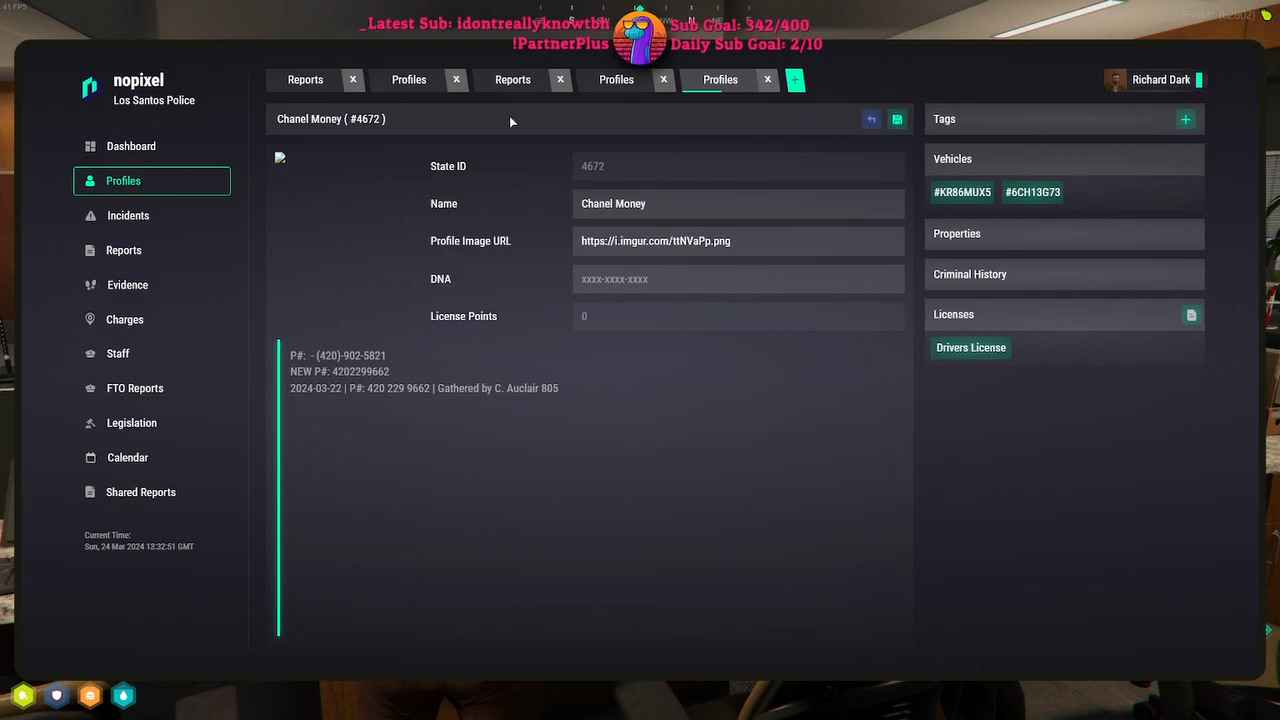 41 FPS
FiveM® (b2802)
_Latest Sub: idontreallyknowtbh
Sub Goal: 342/400
!PartnerPlus
Daily Sub Goal: 2/10
nopixel
Los Santos Police
Reports x
Profiles x
Reports x
Profiles x
Profiles x
+
Richard Dark
Dashboard
Profiles
Incidents
Reports
Evidence
Charges
Staff
FTO Reports
Legislation
Calendar
Shared Reports
Current Time:
Sun, 24 Mar 2024 13:32:51 GMT
Chanel Money ( #4672 )
State ID 4672
Name Chanel Money
Profile Image URL https://i.imgur.com/ttNVaPp.png
DNA xxxx-xxxx-xxxx
License Points 0
P#: - (420)-902-5821
NEW P#: 4202299662
2024-03-22 | P#: 420 229 9662 | Gathered by C. Auclair 805
Tags +
Vehicles
#KR86MUX5 #6CH13G73
Properties
Criminal History
Licenses
Drivers License